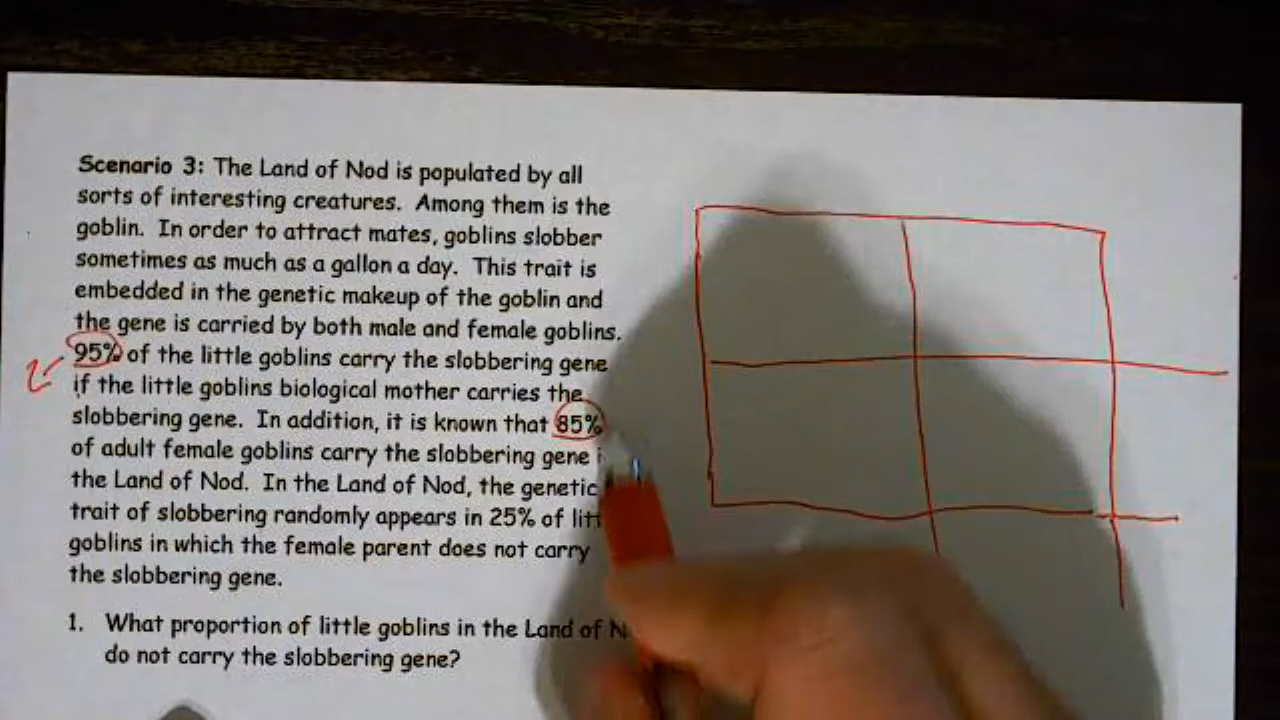 Scenario 3: The Land of Nod is populated by all
sorts of interesting creatures. Among them is the
goblin. In order to attract mates, goblins slobber
sometimes as much as a gallon a day. This trait is
embedded in the genetic makeup of the goblin and
the gene is carried by both male and female goblins.
95% of the little goblins carry the slobbering gene
if the little goblins biological mother carries the
slobbering gene. In addition, it is known that 85%
of adult female goblins carry the slobbering gene
the Land of Nod. In the Land of Nod, the genetic
trait of slobbering randomly appears in 25% of
goblins in which the female parent does not carry
the slobbering gene.
1. What proportion of little goblins in the Land of
do not carry the slobbering gene?